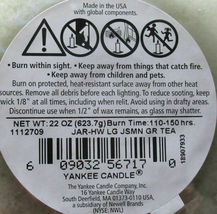 Made in the USA
with global components.
• Burn within sight. • Keep away from things that catch fire.
• Keep away from children and pets.
Burn on protected, heat-resistant surface away from other heat
sources. Remove all debris before each lighting. To avoid sooting, keep
wick 1/8" at all times, including when relit. Avoid using in drafty areas.
Discontinue use when 1/2" of wax remains, as glass may shatter.
NET WT: 22 OZ (623.7g) Burn Time: 110-150 hrs.
1112709 JAR-HW LG JSMN GR TEA
6 09032 56717 0
18907933
YANKEE CANDLE®
The Yankee Candle Company, Inc.
16 Yankee Candle Way
South Deerfield, MA 01373-0110 USA.
a subsidiary of Newell Brands
(NYSE: NWL)